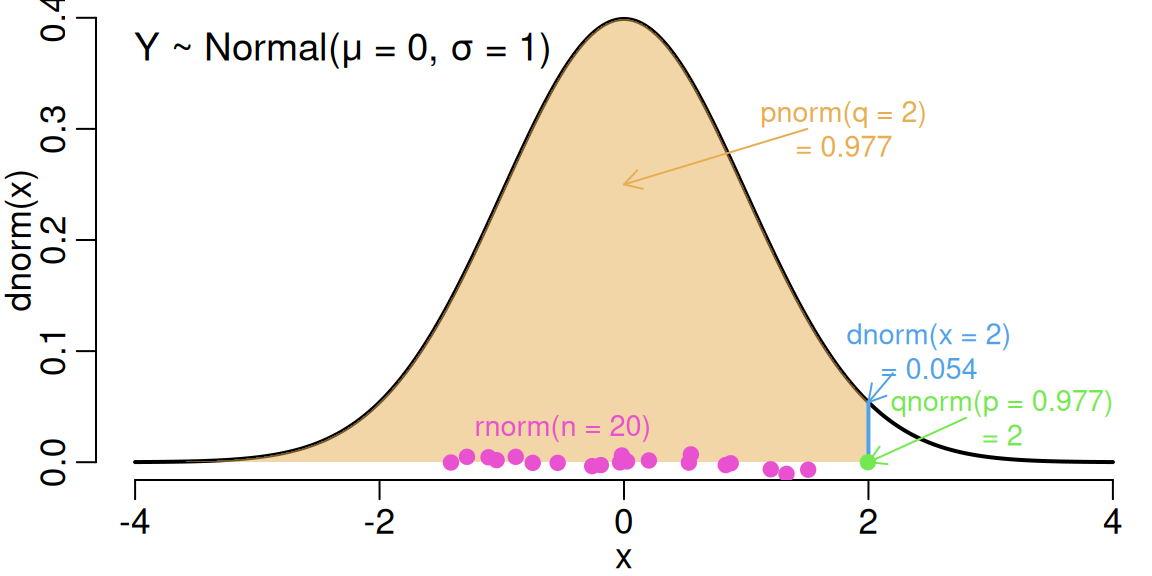 Y ~ Normal(μ = 0, σ = 1)
pnorm(q = 2)
= 0.977
dnorm(x = 2)
= 0.054
qnorm(p = 0.977)
= 2
rnorm(n = 20)
dnorm(x)
0.4
0.3
0.2
0.1
0.0
-4
-2
0
2
4
x